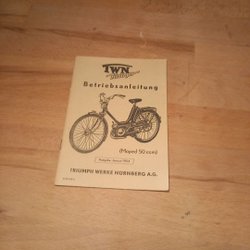 TWN
Betriebsanleitung
(Moped 50 ccm)
TRIUMPH WERKE NÜRNBERG A.G.